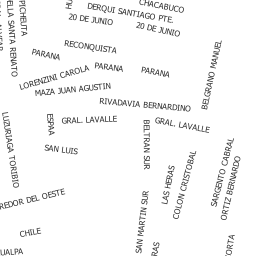 CHACABUCO
DERQUI SANTIAGO PTE.
20 DE JUNIO
20 DE JUNIO
RECONQUISTA
PARANA
PARANA
PARANA
LORENZINI CAROLA
MAZA JUAN AGUSTIN
BELGRANO MANUEL
RIVADAVIA BERNARDINO
LUZURIAGA TORIBIO
ESPAA
GRAL. LAVALLE
GRAL. LAVALLE
BELTRAN SUR
SAN LUIS
LAS HERAS
COLON CRISTOBAL
SARGENTO CABRAL
ORTIZ BERNARDO
REDOR DEL OESTE
SAN MARTIN SUR
CHILE
UALPA
RAS
ORTA
PICHEUTA
ELLA SANTA RENATO